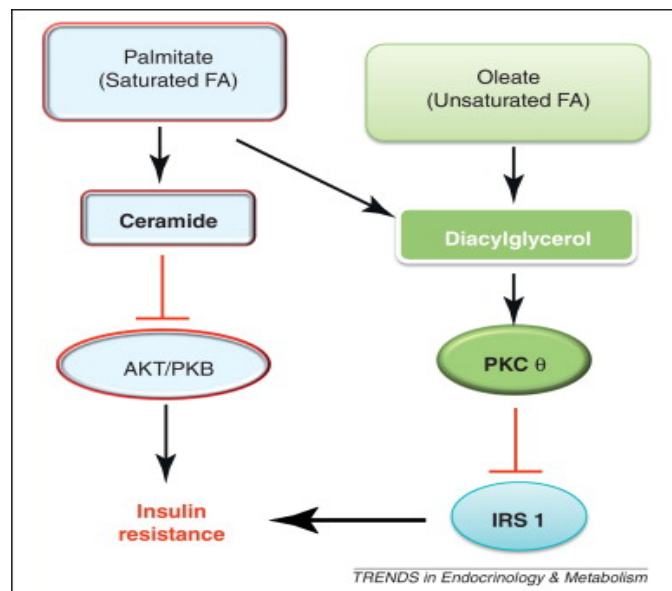 Palmitate
(Saturated FA)
Oleate
(Unsaturated FA)
Ceramide
Diacylglycerol
AKT/PKB
PKC θ
Insulin
resistance
IRS 1
TRENDS in Endocrinology & Metabolism